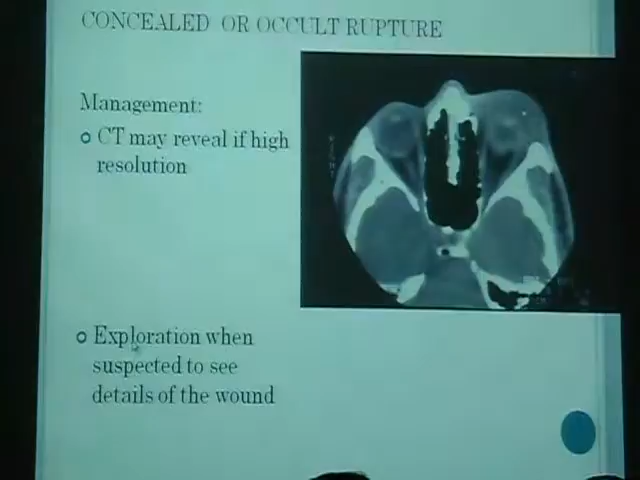 CONCEALED OR OCCULT RUPTURE
Management:
CT may reveal if high
resolution
Exploration when
suspected to see
details of the wound